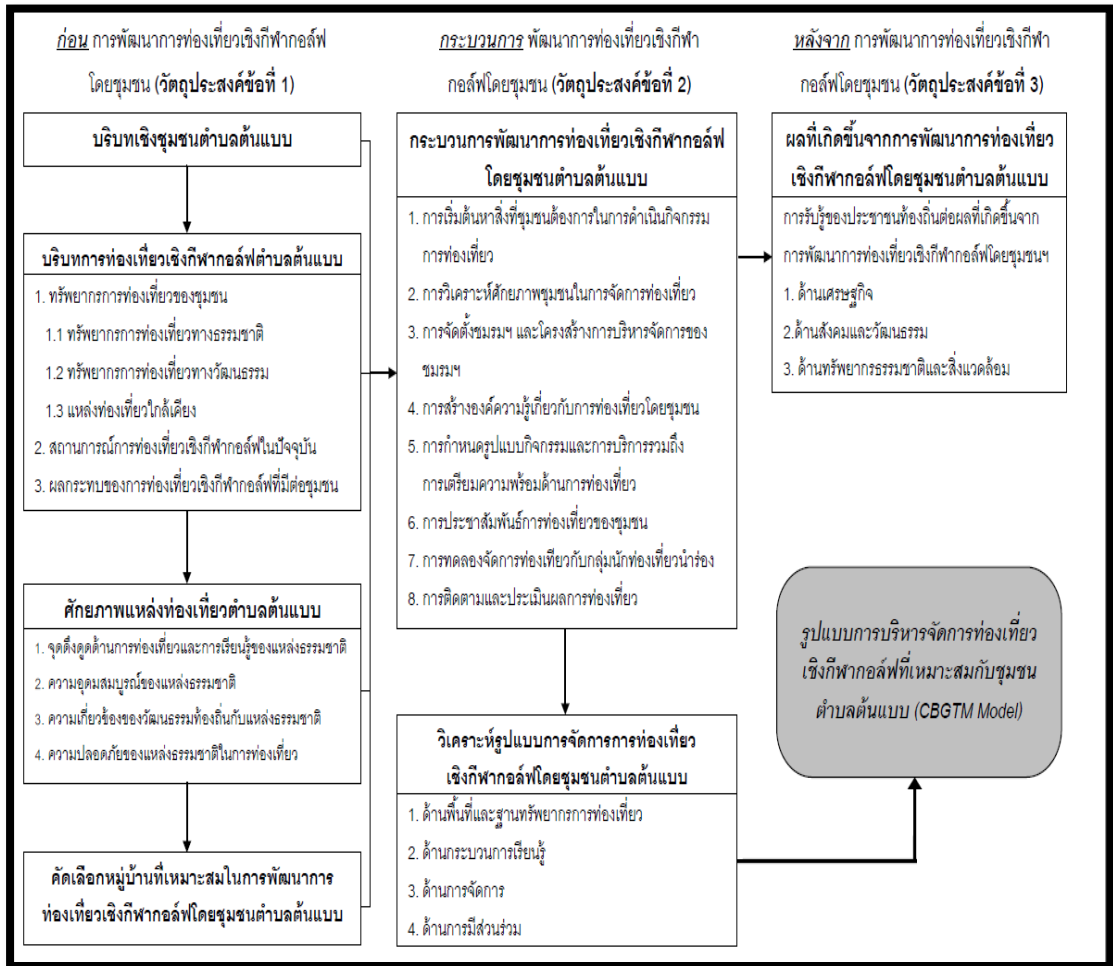 ก่อน การพัฒนาการท่องเที่ยวเชิงกีฬากอล์ฟ
โดยชุมชน (วัตถุประสงค์ข้อที่ 1)
บริบทเชิงชุมชนตำบลต้นแบบ
บริบทการท่องเที่ยวเชิงกีฬากอล์ฟตำบลต้นแบบ
1. ทรัพยากรการท่องเที่ยวของชุมชน
1.1 ทรัพยากรการท่องเที่ยวทางธรรมชาติ
1.2 ทรัพยากรการท่องเที่ยวทางวัฒนธรรม
1.3 แหล่งท่องเที่ยวใกล้เคียง
2. สถานการณ์การท่องเที่ยวเชิงกีฬากอล์ฟในปัจจุบัน
3. ผลกระทบของการท่องเที่ยวเชิงกีฬากอล์ฟที่มีต่อชุมชน
ศักยภาพแหล่งท่องเที่ยวตำบลต้นแบบ
1. จุดดึงดูดด้านการท่องเที่ยวและการเรียนรู้ของแหล่งธรรมชาติ
2. ความอุดมสมบูรณ์ของแหล่งธรรมชาติ
3. ความเกี่ยวข้องของวัฒนธรรมท้องถิ่นกับแหล่งธรรมชาติ
4. ความปลอดภัยของแหล่งธรรมชาติในการท่องเที่ยว
คัดเลือกหมู่บ้านที่เหมาะสมในการพัฒนาการ
ท่องเที่ยวเชิงกีฬากอล์ฟโดยชุมชนตำบลต้นแบบ
กระบวนการ พัฒนาการท่องเที่ยวเชิงกีฬา
กอล์ฟโดยชุมชน (วัตถุประสงค์ข้อที่ 2)
กระบวนการพัฒนาการท่องเที่ยวเชิงกีฬากอล์ฟ
โดยชุมชนตำบลต้นแบบ
1. การเริ่มต้นหาสิ่งที่ชุมชนต้องการในการดำเนินกิจกรรม
การท่องเที่ยว
2. การวิเคราะห์ศักยภาพชุมชนในการจัดการท่องเที่ยว
3. การจัดตั้งชมรมฯ และโครงสร้างการบริหารจัดการของ
ชมรมฯ
4. การสร้างองค์ความรู้เกี่ยวกับการท่องเที่ยวโดยชุมชน
5. การกำหนดรูปแบบกิจกรรมและการบริการรวมถึง
การเตรียมความพร้อมด้านการท่องเที่ยว
6. การประชาสัมพันธ์การท่องเที่ยวของชุมชน
7. การทดลองจัดการท่องเที่ยวกับกลุ่มนักท่องเที่ยวนำร่อง
8. การติดตามและประเมินผลการท่องเที่ยว
วิเคราะห์รูปแบบการจัดการการท่องเที่ยว
เชิงกีฬากอล์ฟโดยชุมชนตำบลต้นแบบ
1. ด้านพื้นที่และฐานทรัพยากรการท่องเที่ยว
2. ด้านกระบวนการเรียนรู้
3. ด้านการจัดการ
4. ด้านการมีส่วนร่วม
หลังจาก การพัฒนาการท่องเที่ยวเชิงกีฬา
กอล์ฟโดยชุมชน (วัตถุประสงค์ข้อที่ 3)
ผลที่เกิดขึ้นจากการพัฒนาการท่องเที่ยว
เชิงกีฬากอล์ฟโดยชุมชนตำบลต้นแบบ
การรับรู้ของประชาชนท้องถิ่นต่อผลที่เกิดขึ้นจาก
การพัฒนาการท่องเที่ยวเชิงกีฬากอล์ฟโดยชุมชนฯ
1. ด้านเศรษฐกิจ
2.ด้านสังคมและวัฒนธรรม
3. ด้านทรัพยากรธรรมชาติและสิ่งแวดล้อม
รูปแบบการบริหารจัดการท่องเที่ยว
เชิงกีฬากอล์ฟที่เหมาะสมกับชุมชน
ตำบลต้นแบบ (CBGTM Model)